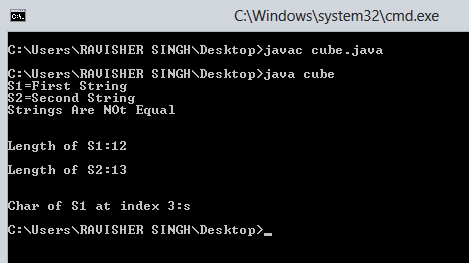 C:\Windows\system32\cmd.exe
C:\Users\RAVISHER SINGH\Desktop>javac cube.java
C:\Users\RAVISHER SINGH\Desktop>java cube
S1=First String
S2=Second String
Strings Are NOt Equal
Length of S1:12
Length of S2:13
Char of S1 at index 3:s
C:\Users\RAVISHER SINGH\Desktop>_